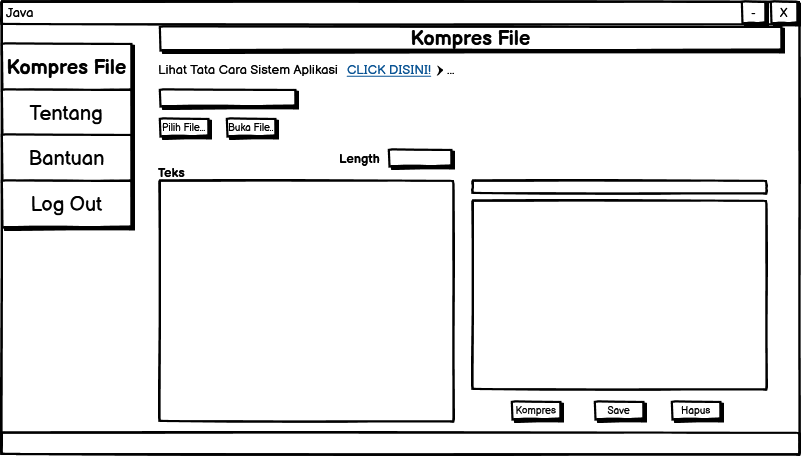 Java
- X
Kompres File
Kompres File
Tentang
Bantuan
Log Out
Lihat Tata Cara Sistem Aplikasi CLICK DISINI! ...
Pilih File... Buka File..
Length
Teks
Kompres Save Hapus